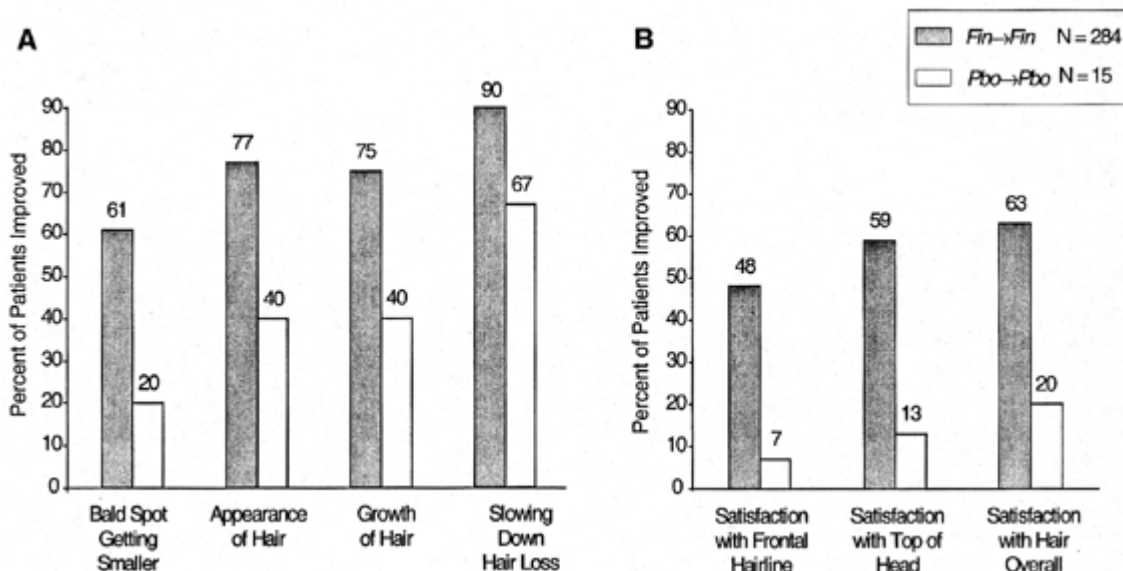 A
Percent of Patients Improved
90
80
70
60
50
40
30
20
10
0
61
20
77
40
75
40
90
67
Bald Spot
Getting
Smaller
Appearance
of Hair
Growth
of Hair
Slowing
Down
Hair Loss
B
Fin→Fin N = 284
Pbo→Pbo N = 15
Percent of Patients Improved
90
80
70
60
50
40
30
20
10
0
48
7
59
13
63
20
Satisfaction
with Frontal
Hairline
Satisfaction
with Top of
Head
Satisfaction
with Hair
Overall